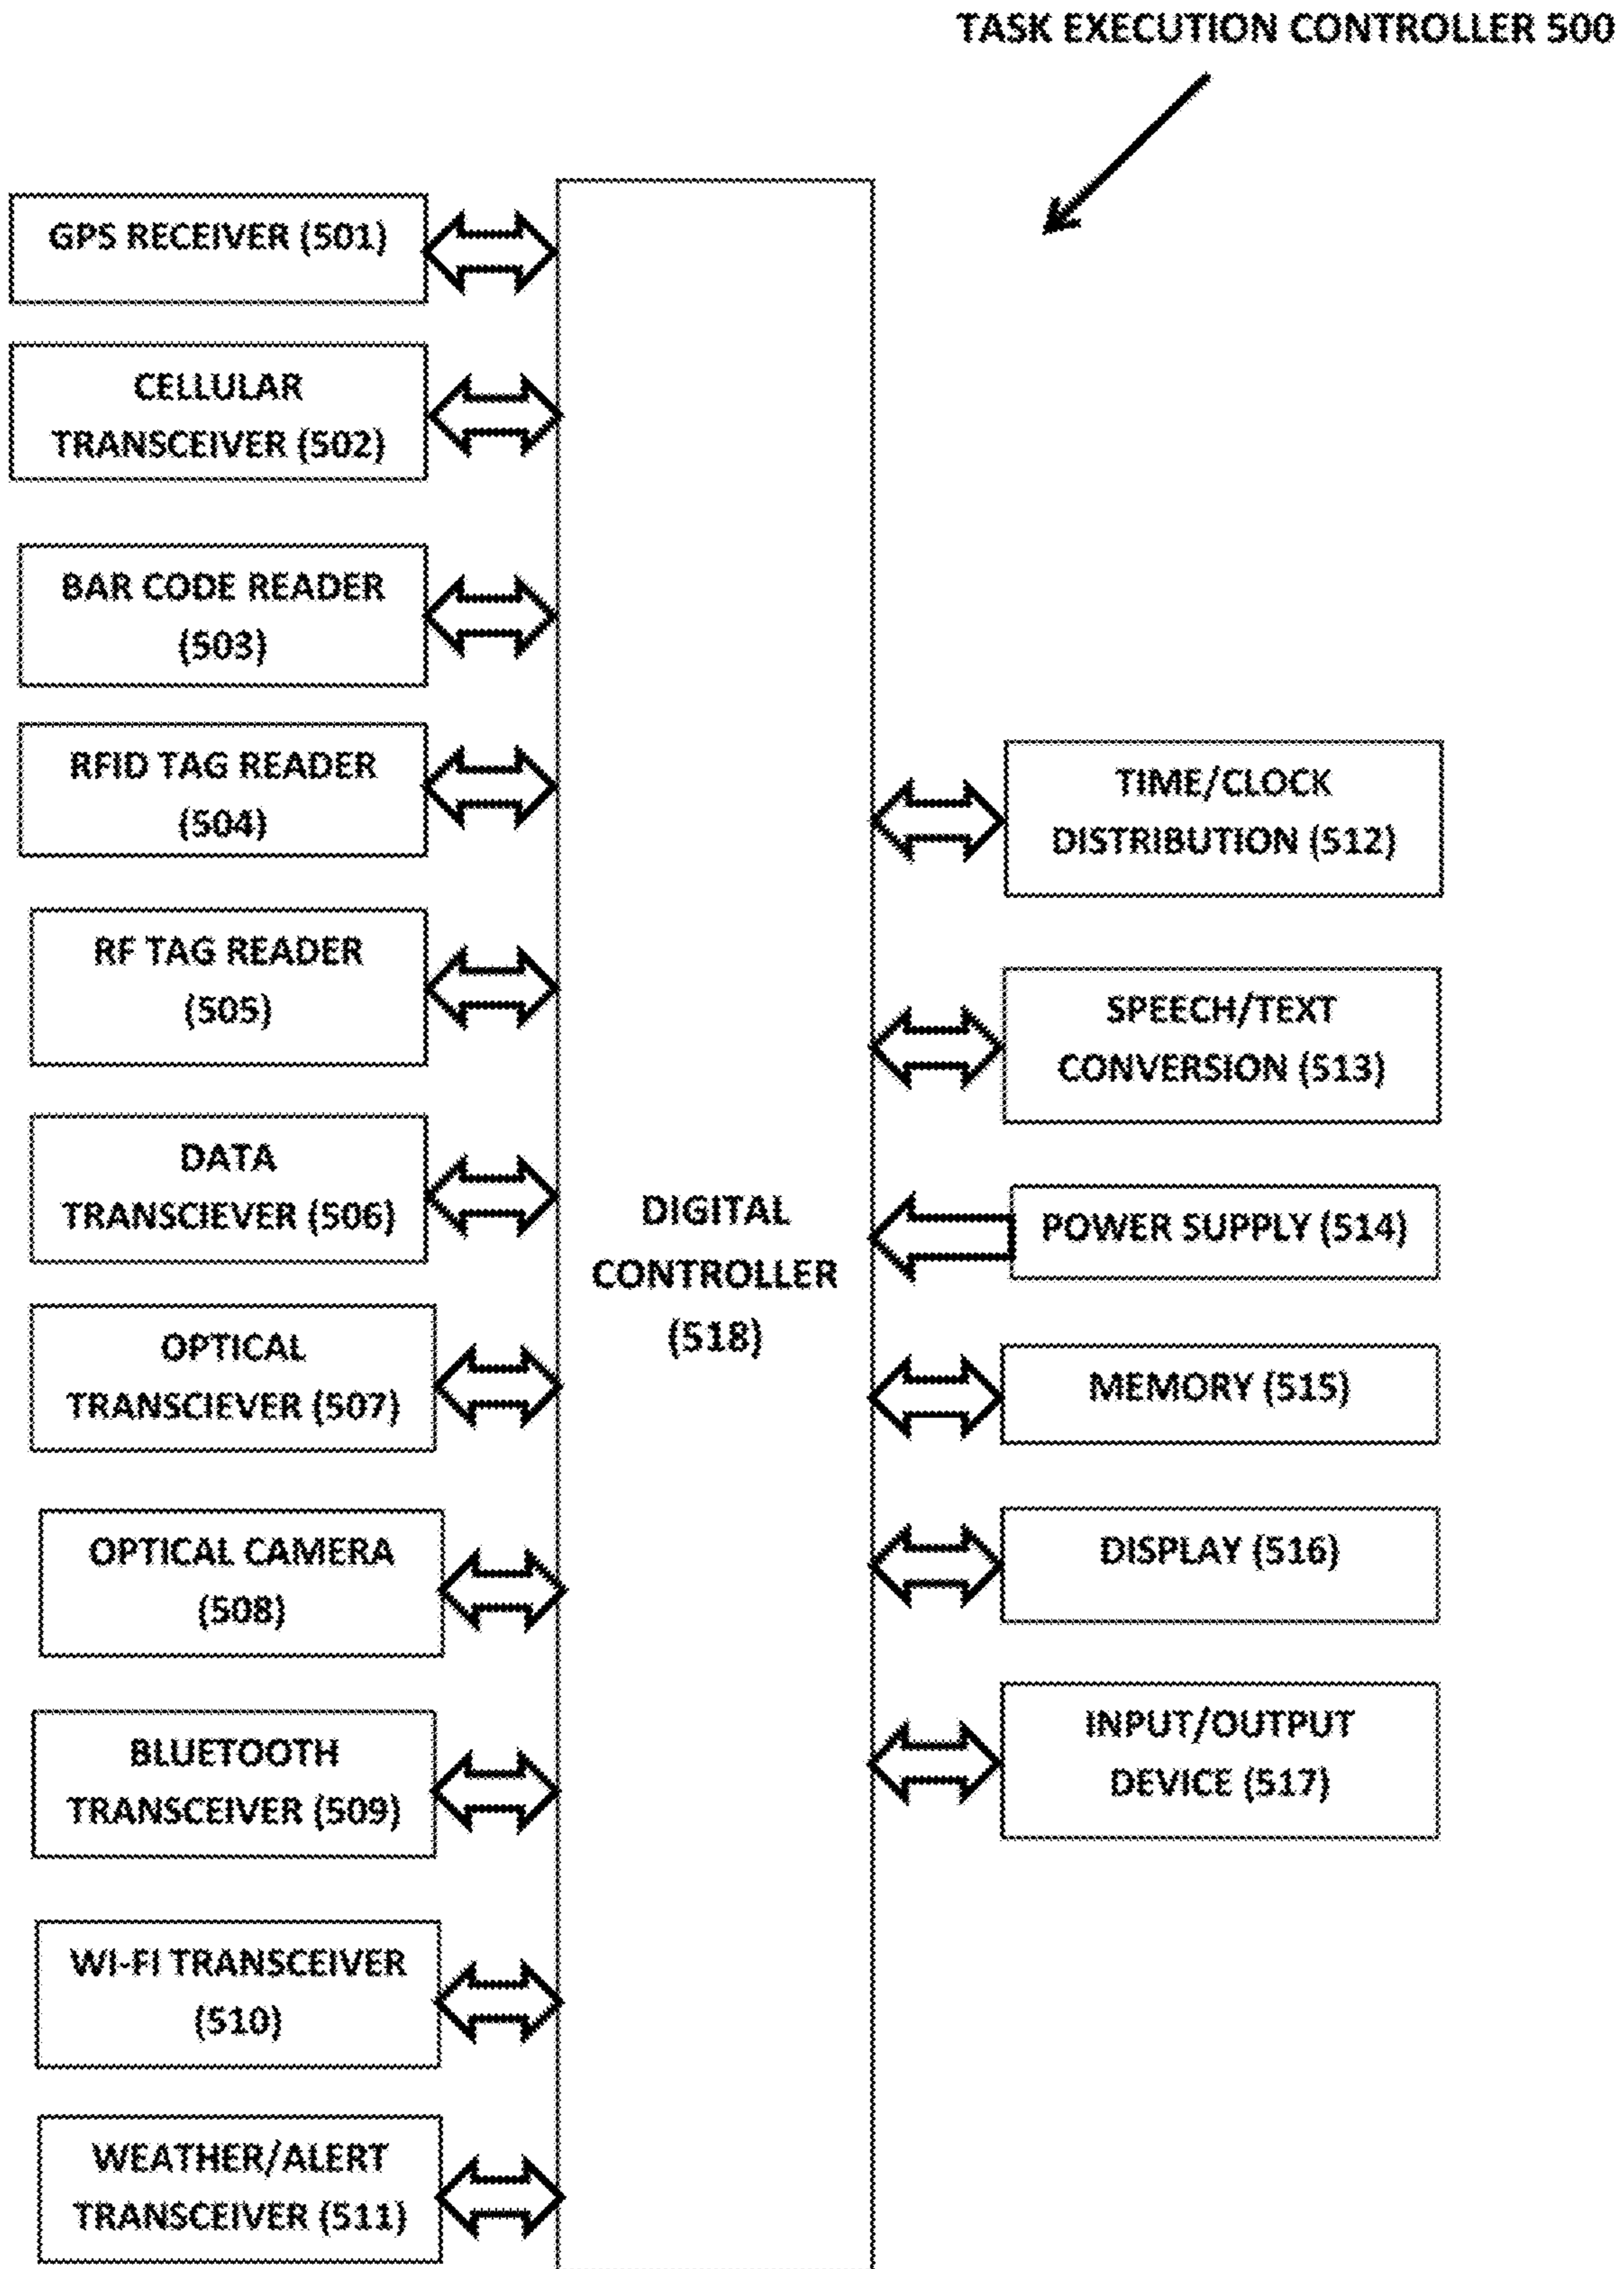 TASK EXECUTION CONTROLLER 500
GPS RECEIVER (501)
CELLULAR
TRANSCEIVER (502)
BAR CODE READER
(503)
RFID TAG READER
(504)
RF TAG READER
(505)
DATA
TRANSCIEVER (506)
OPTICAL
TRANSCIEVER (507)
OPTICAL CAMERA
(508)
BLUETOOTH
TRANSCEIVER (509)
WI-FI TRANSCEIVER
(510)
WEATHER/ALERT
TRANSCEIVER (511)
DIGITAL
CONTROLLER
(518)
TIME/CLOCK
DISTRIBUTION (512)
SPEECH/TEXT
CONVERSION (513)
POWER SUPPLY (514)
MEMORY (515)
DISPLAY (516)
INPUT/OUTPUT
DEVICE (517)